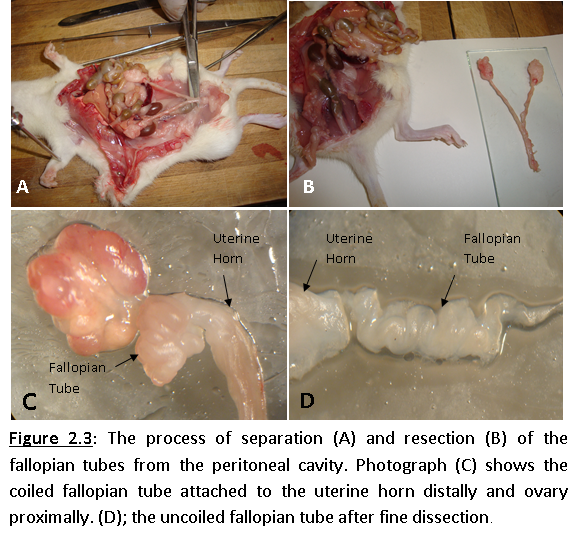 A
B
Uterine
Horn
Fallopian
Tube
C
Uterine
Horn
Fallopian
Tube
D
Figure 2.3: The process of separation (A) and resection (B) of the
fallopian tubes from the peritoneal cavity. Photograph (C) shows the
coiled fallopian tube attached to the uterine horn distally and ovary
proximally. (D); the uncoiled fallopian tube after fine dissection.